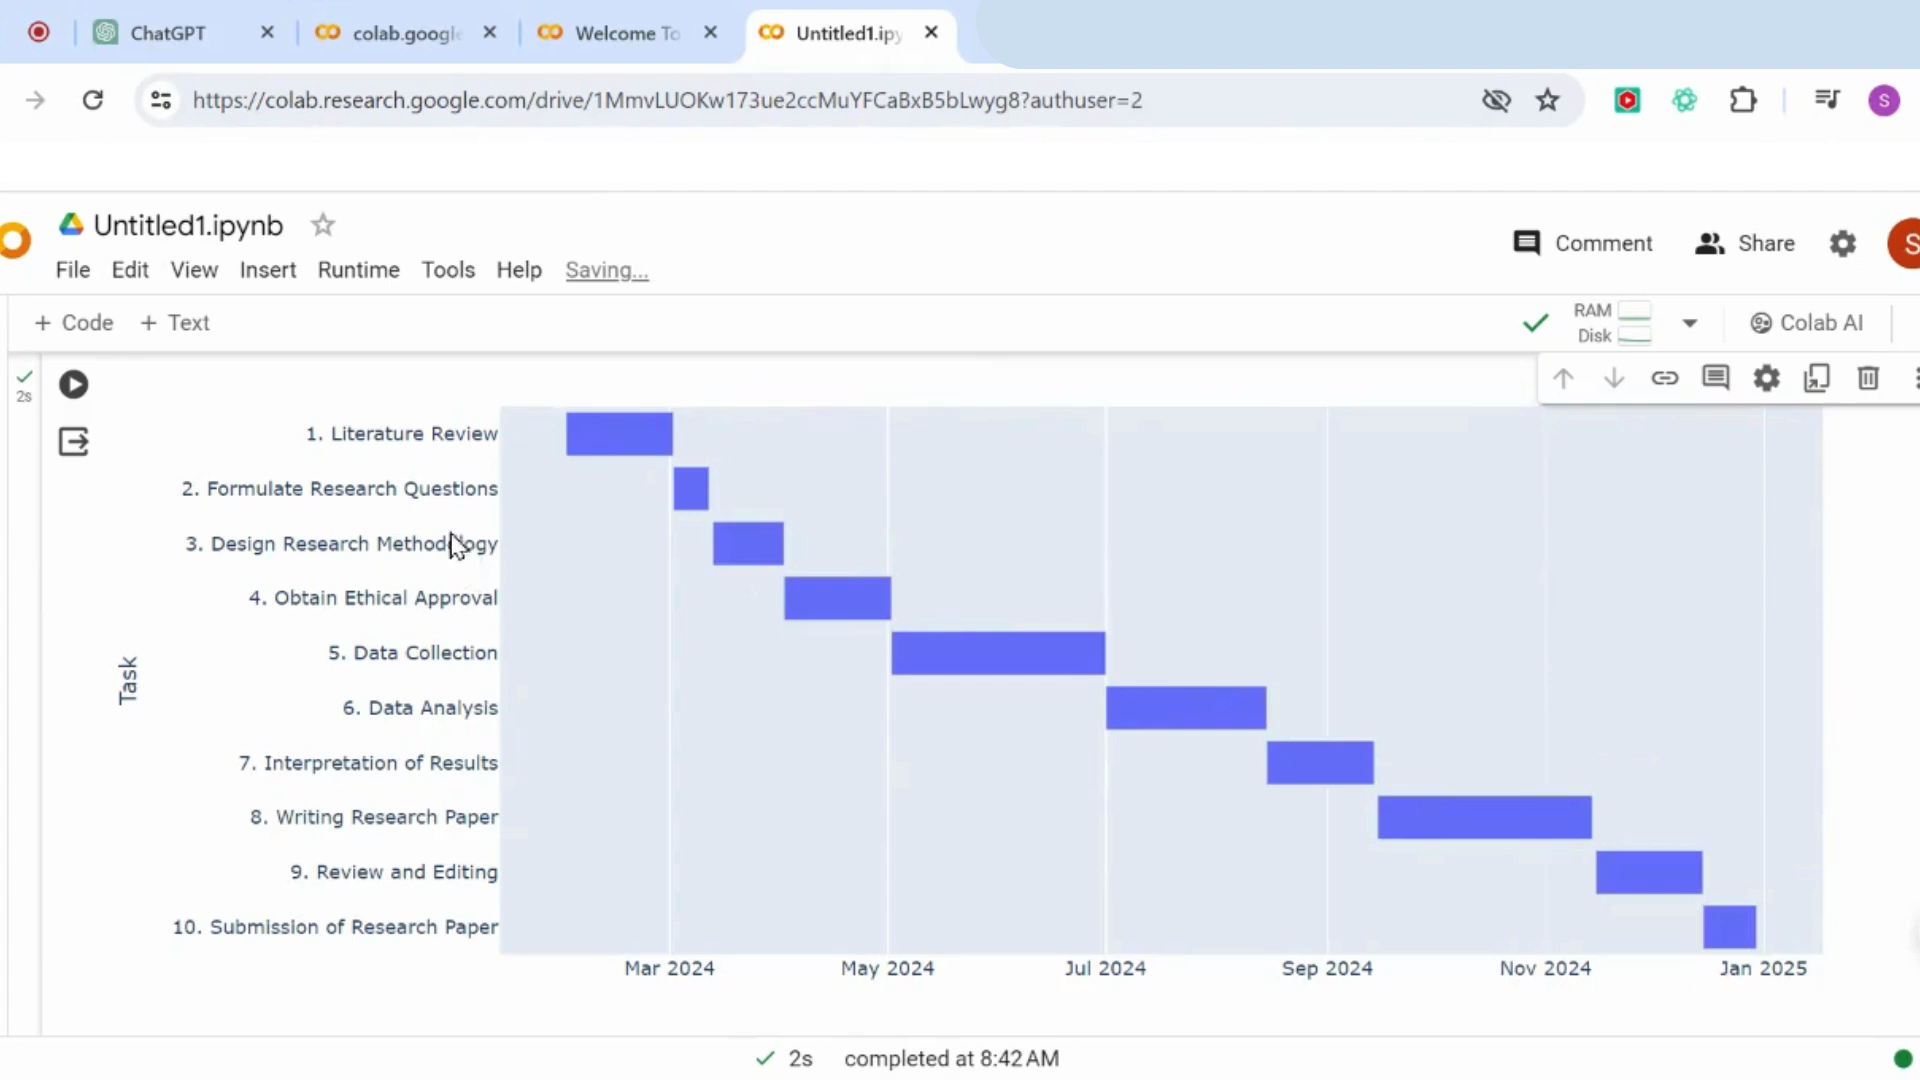 ChatGPT
colab.google
Welcome To
Untitled1.ipy
https://colab.research.google.com/drive/1MmvLUOKw173ue2ccMuYFCaBxB5bLwyg8?authuser=2
S
Untitled1.ipynb
Comment
Share
S
File Edit View Insert Runtime Tools Help Saving...
+ Code + Text
RAM
Disk
Colab AI
2s
1. Literature Review
2. Formulate Research Questions
3. Design Research Methodology
4. Obtain Ethical Approval
5. Data Collection
Task
6. Data Analysis
7. Interpretation of Results
8. Writing Research Paper
9. Review and Editing
10. Submission of Research Paper
Mar 2024 May 2024 Jul 2024 Sep 2024 Nov 2024 Jan 2025
2s completed at 8:42 AM